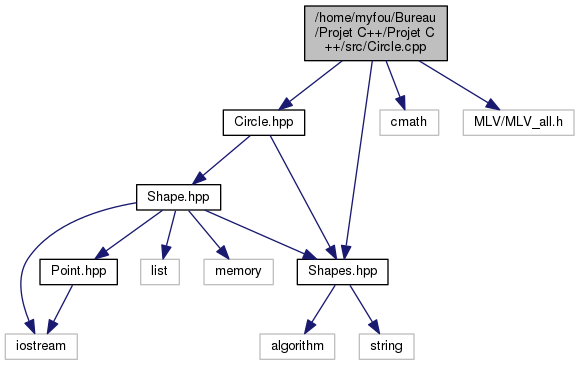 /home/myfou/Bureau
/Projet C++/Projet C
++/src/Circle.cpp
Circle.hpp
cmath
MLV/MLV_all.h
Shape.hpp
Point.hpp
list
memory
Shapes.hpp
iostream
algorithm
string